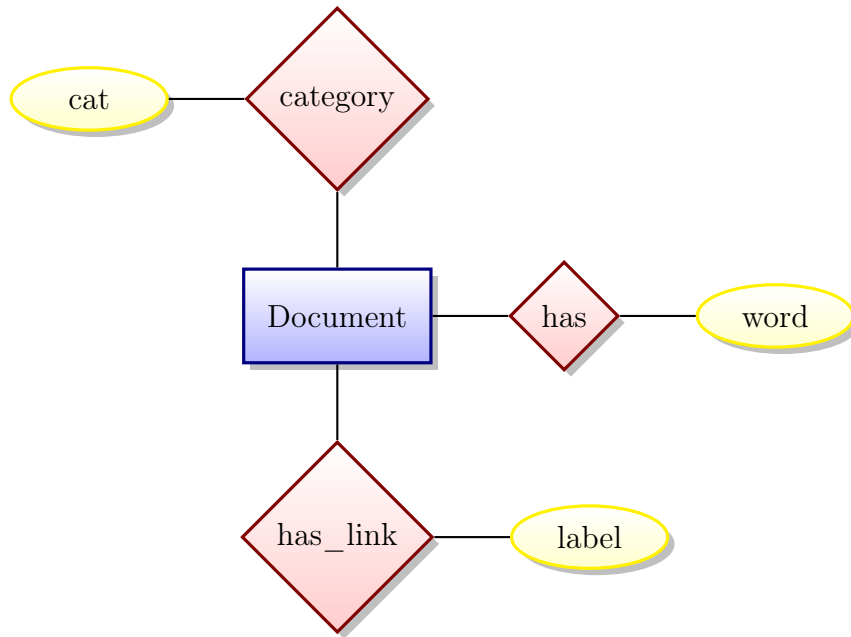 cat
category
Document
has
word
has_link
label